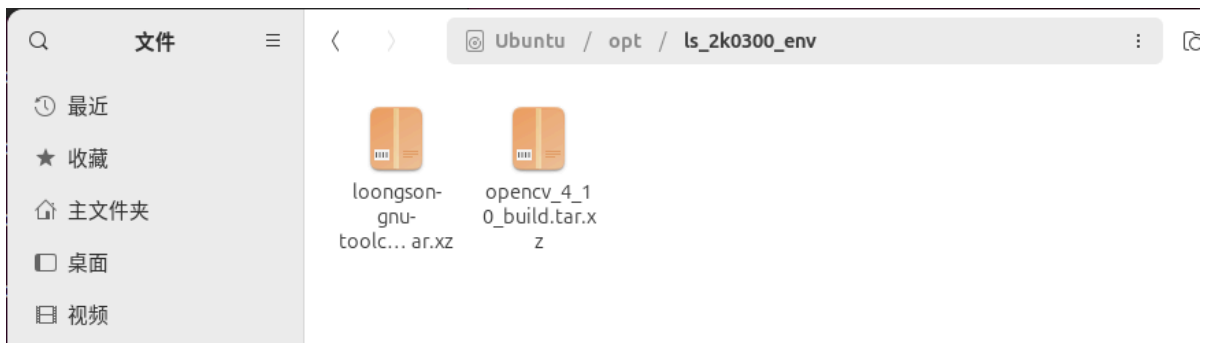 文件
Ubuntu / opt / ls_2k0300_env
最近
收藏
主文件夹
桌面
视频
loongson-
gnu-
toolc... ar.xz
opencv_4_1
0_build.tar.x
z